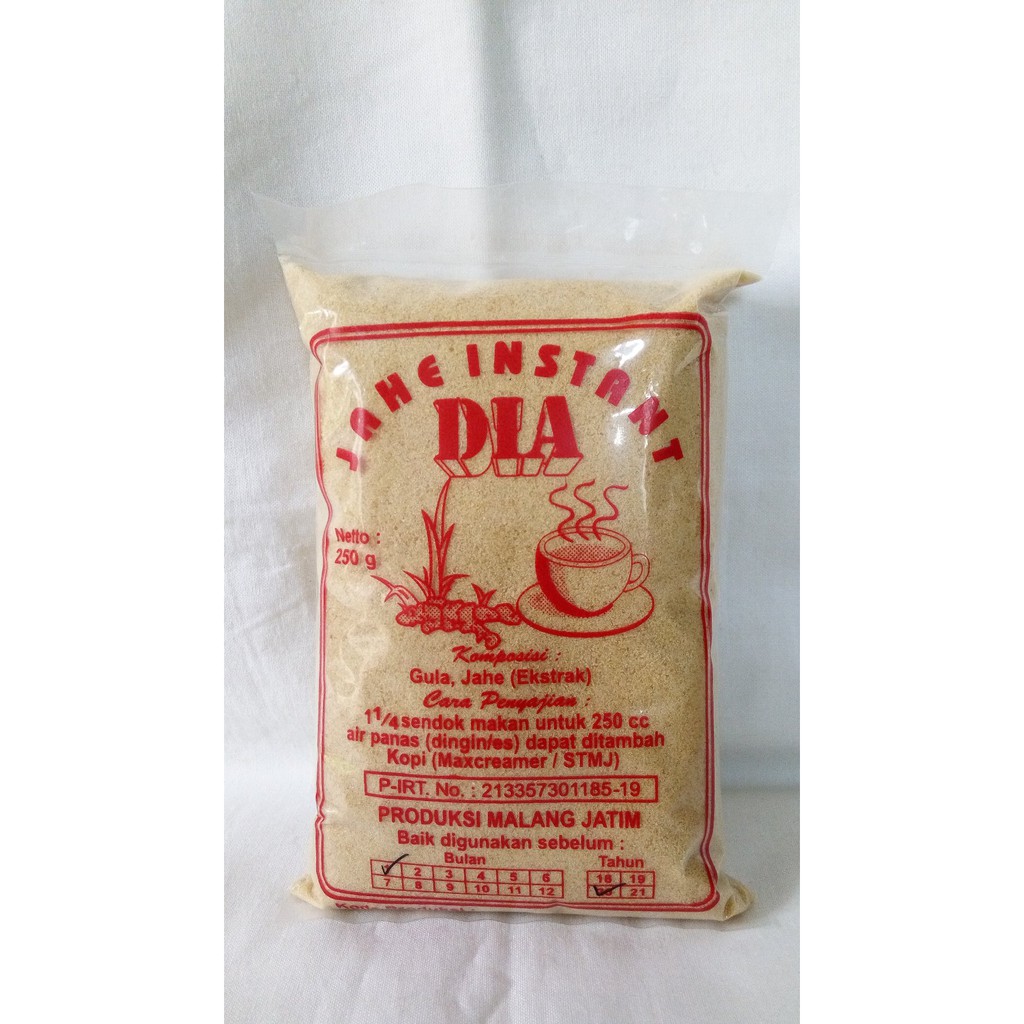 JAHE INSTANT
DIA
Netto :
250 g
Komposisi :
Gula, Jahe (Ekstrak)
Cara Penyajian :
1 1/4 sendok makan untuk 250 cc
air panas (dingin/es) dapat ditambah
Kopi (Maxcreamer / STMJ)
P-IRT. No. : 213357301185-19
PRODUKSI MALANG JATIM
Baik digunakan sebelum :
Bulan Tahun
2 3 4 5 6 18 19
7 8 9 10 11 12 21